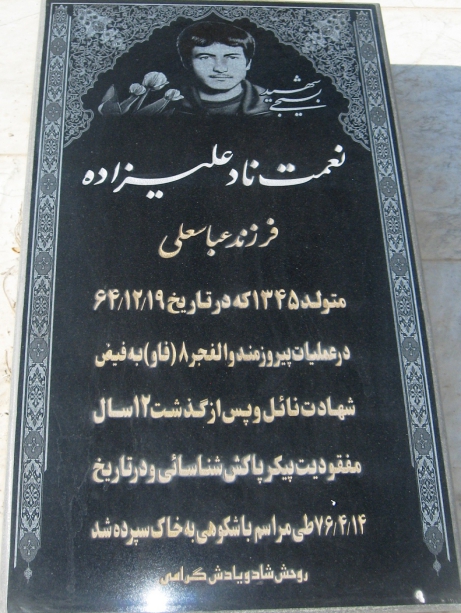 شهید
بسیجی
نعمت نادعلیزاده
فرزند عباسعلی
متولد ۱۳۴۵ که در تاریخ ۶۴/۱۲/۱۹
در عملیات پیروزمند والفجر ۸ (فاو) به فیض
شهادت نائل و پس از گذشت ۱۲ سال
مفقودیت پیکر پاکش شناسائی و در تاریخ
۷۶/۴/۱۴ طی مراسم باشکوهی به خاک سپرده شد
روحش شاد و یادش گرامی